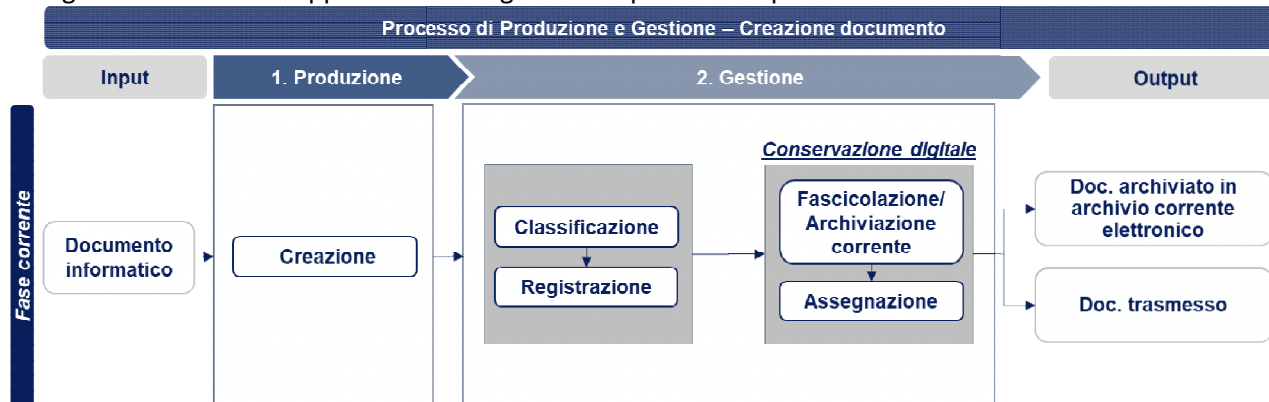 Processo di Produzione e Gestione – Creazione documento
Input
1. Produzione
2. Gestione
Output
Fase corrente
Documento
informatico
Creazione
Classificazione
Registrazione
Conservazione digitale
Fascicolazione/
Archiviazione
corrente
Assegnazione
Doc. archiviato in
archivio corrente
elettronico
Doc. trasmesso